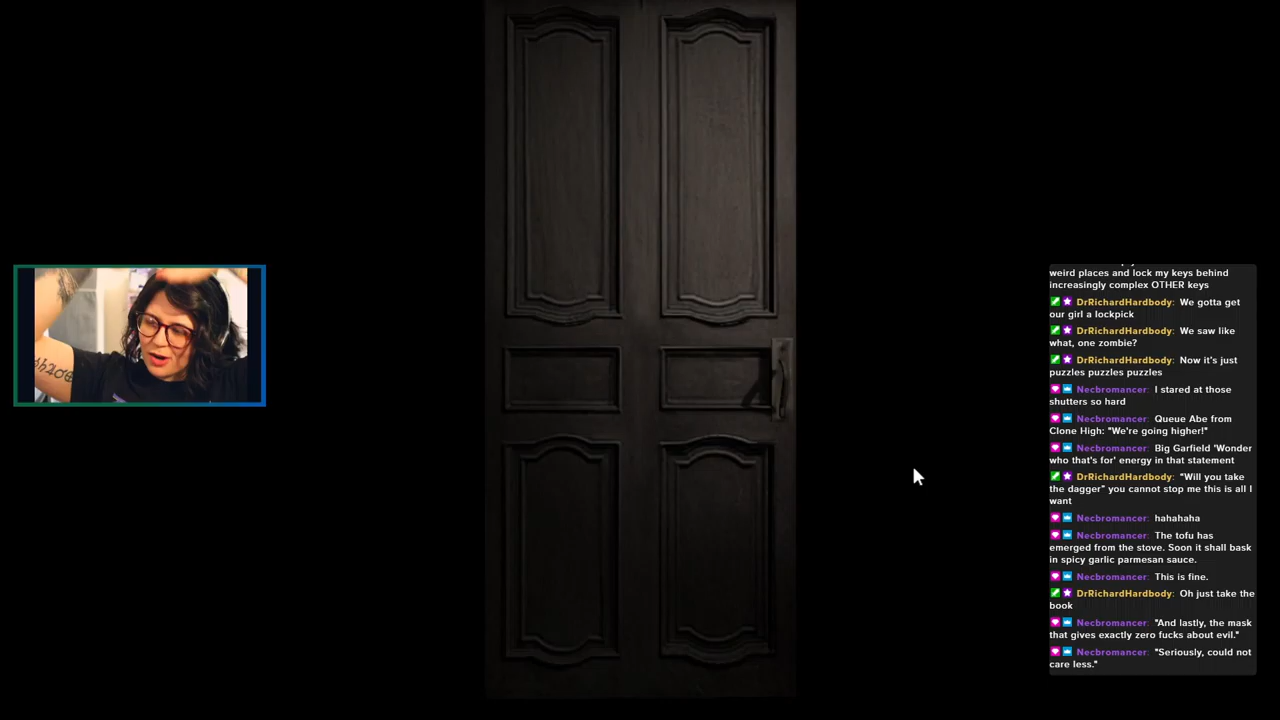 weird places and lock my keys behind
increasingly complex OTHER keys
DrRichardHardbody: We gotta get
our girl a lockpick
DrRichardHardbody: We saw like
what, one zombie?
DrRichardHardbody: Now it's just
puzzles puzzles puzzles
Necbromancer: I stared at those
shutters so hard
Necbromancer: Queue Abe from
Clone High: "We're going higher!"
Necbromancer: Big Garfield 'Wonder
who that's for' energy in that statement
DrRichardHardbody: "Will you take
the dagger" you cannot stop me this is all I
want
Necbromancer: hahahaha
Necbromancer: The tofu has
emerged from the stove. Soon it shall bask
in spicy garlic parmesan sauce.
Necbromancer: This is fine.
DrRichardHardbody: Oh just take the
book
Necbromancer: "And lastly, the mask
that gives exactly zero fucks about evil."
Necbromancer: "Seriously, could not
care less."